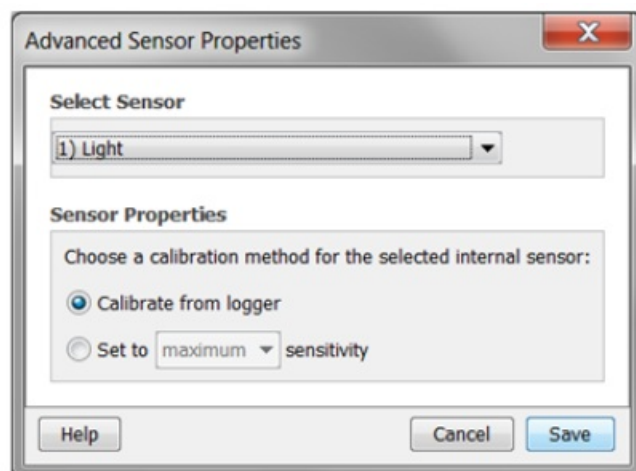 Advanced Sensor Properties
Select Sensor
1) Light
Sensor Properties
Choose a calibration method for the selected internal sensor:
Calibrate from logger
Set to maximum sensitivity
Help Cancel Save